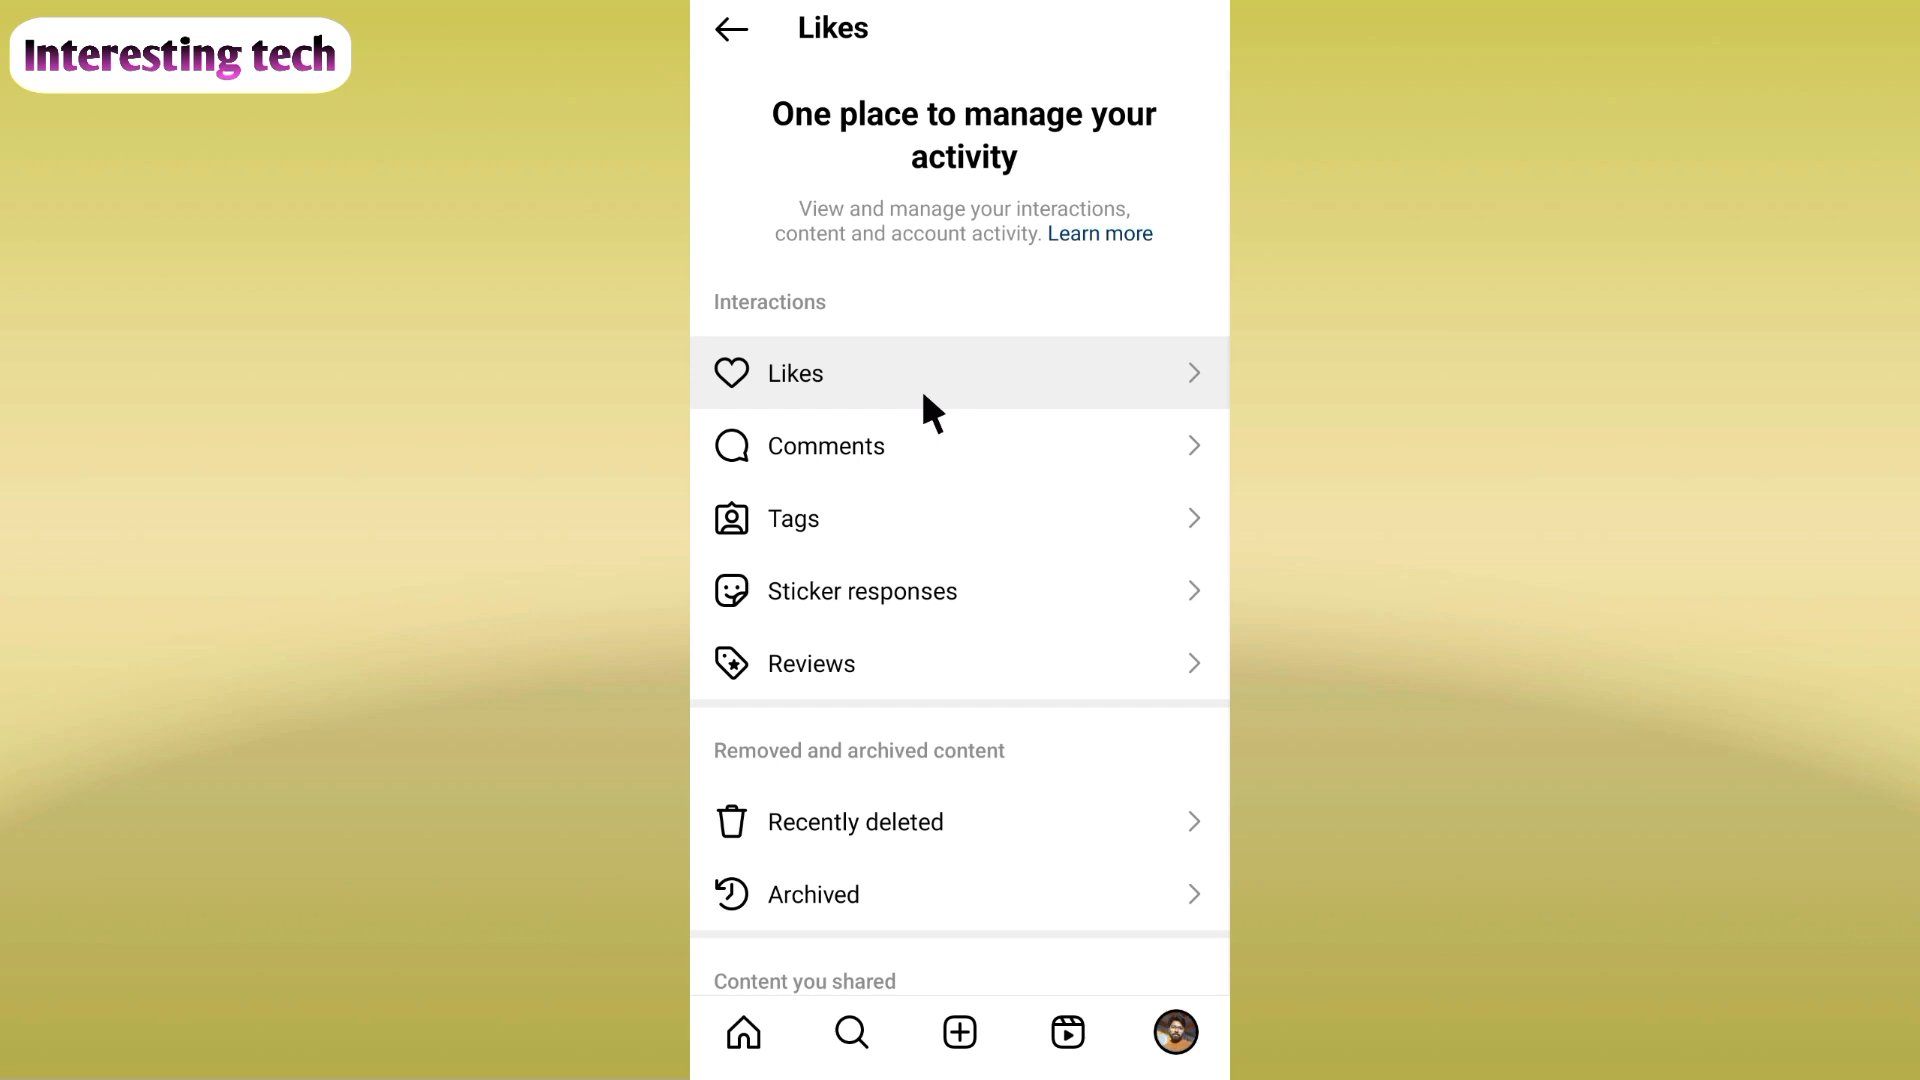 Interesting tech
Likes
One place to manage your
activity
View and manage your interactions,
content and account activity. Learn more
Interactions
Likes
Comments
Tags
Sticker responses
Reviews
Removed and archived content
Recently deleted
Archived
Content you shared